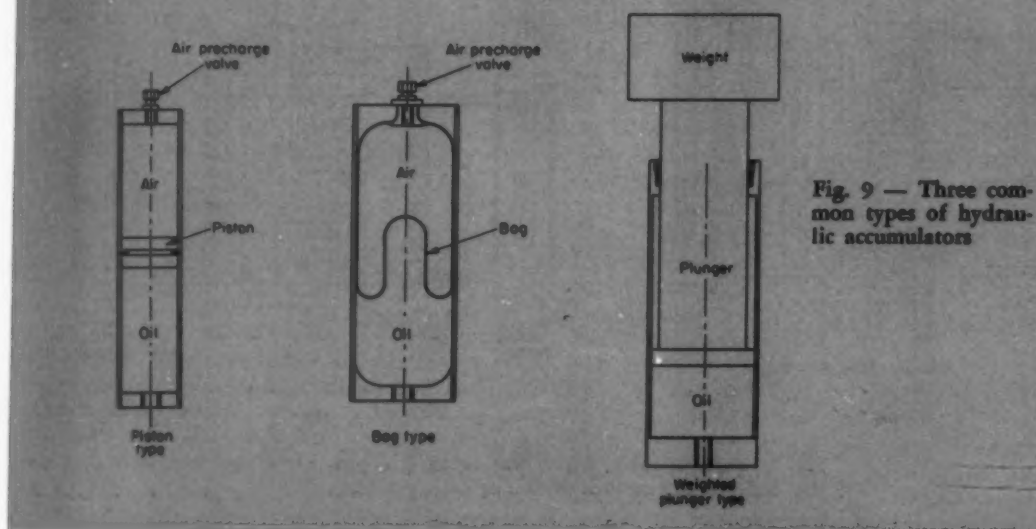 Air precharge
valve
Air
Piston
Oil
Piston
type
Air precharge
valve
Air
Bag
Oil
Bag type
Weight
Plunger
Oil
Weighted
plunger type
Fig. 9 — Three com-
mon types of hydrau-
lic accumulators